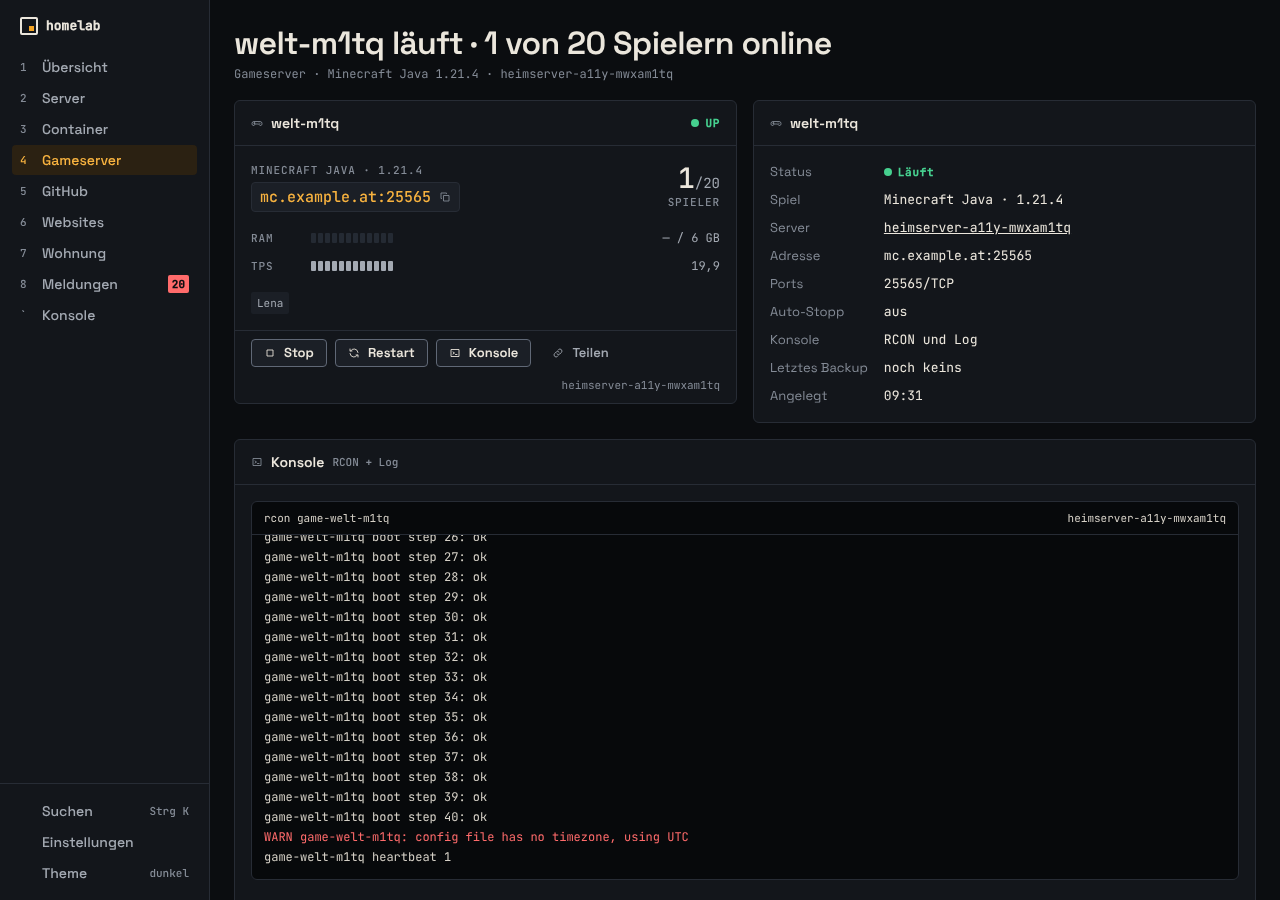 homelab
1 Übersicht
2 Server
3 Container
4 Gameserver
5 GitHub
6 Websites
7 Wohnung
8 Meldungen 20
` Konsole
Suchen Strg K
Einstellungen
Theme dunkel
welt-m1tq läuft · 1 von 20 Spielern online
Gameserver · Minecraft Java 1.21.4 · heimserver-a11y-mwxam1tq
welt-m1tq UP
MINECRAFT JAVA · 1.21.4
mc.example.at:25565
1/20
SPIELER
RAM — / 6 GB
TPS 19,9
Lena
Stop Restart Konsole Teilen
heimserver-a11y-mwxam1tq
welt-m1tq
Status Läuft
Spiel Minecraft Java · 1.21.4
Server heimserver-a11y-mwxam1tq
Adresse mc.example.at:25565
Ports 25565/TCP
Auto-Stopp aus
Konsole RCON und Log
Letztes Backup noch keins
Angelegt 09:31
Konsole RCON + Log
rcon game-welt-m1tq heimserver-a11y-mwxam1tq
game-welt-m1tq boot step 26: ok
game-welt-m1tq boot step 27: ok
game-welt-m1tq boot step 28: ok
game-welt-m1tq boot step 29: ok
game-welt-m1tq boot step 30: ok
game-welt-m1tq boot step 31: ok
game-welt-m1tq boot step 32: ok
game-welt-m1tq boot step 33: ok
game-welt-m1tq boot step 34: ok
game-welt-m1tq boot step 35: ok
game-welt-m1tq boot step 36: ok
game-welt-m1tq boot step 37: ok
game-welt-m1tq boot step 38: ok
game-welt-m1tq boot step 39: ok
game-welt-m1tq boot step 40: ok
WARN game-welt-m1tq: config file has no timezone, using UTC
game-welt-m1tq heartbeat 1